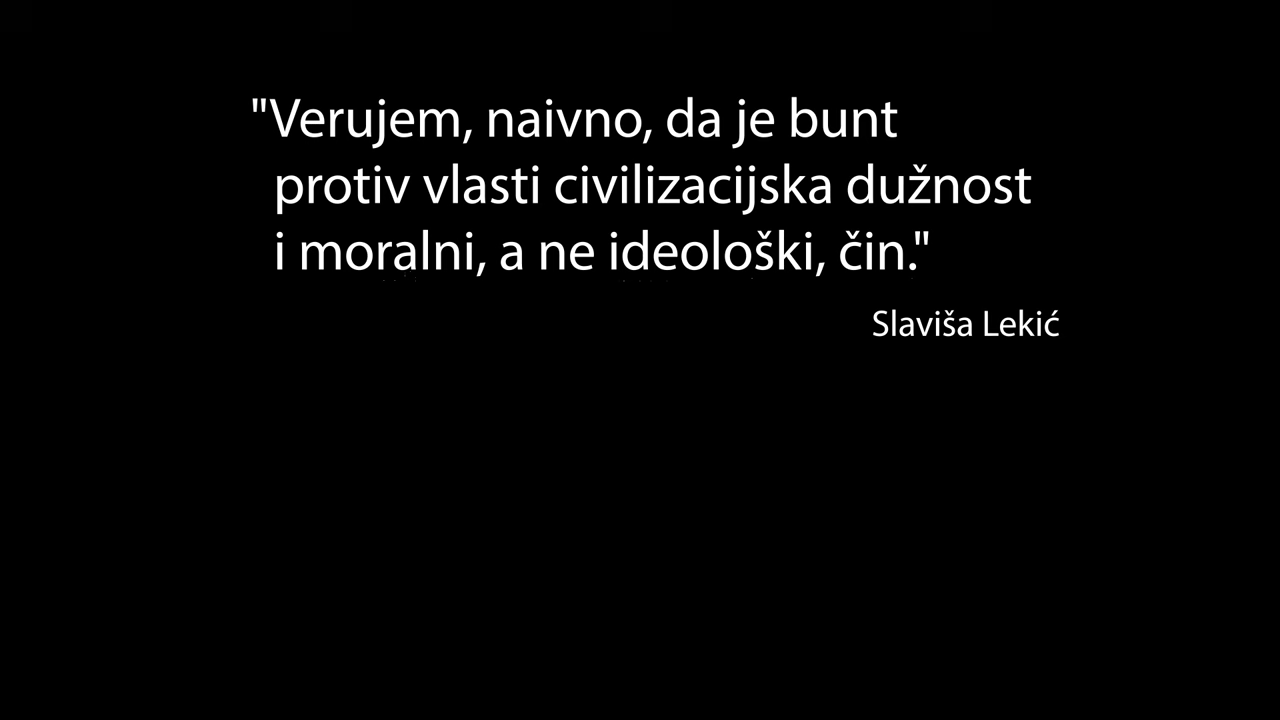 "Verujem, naivno, da je bunt
protiv vlasti civilizacijska dužnost
i moralni, a ne ideološki, čin."
Slaviša Lekić